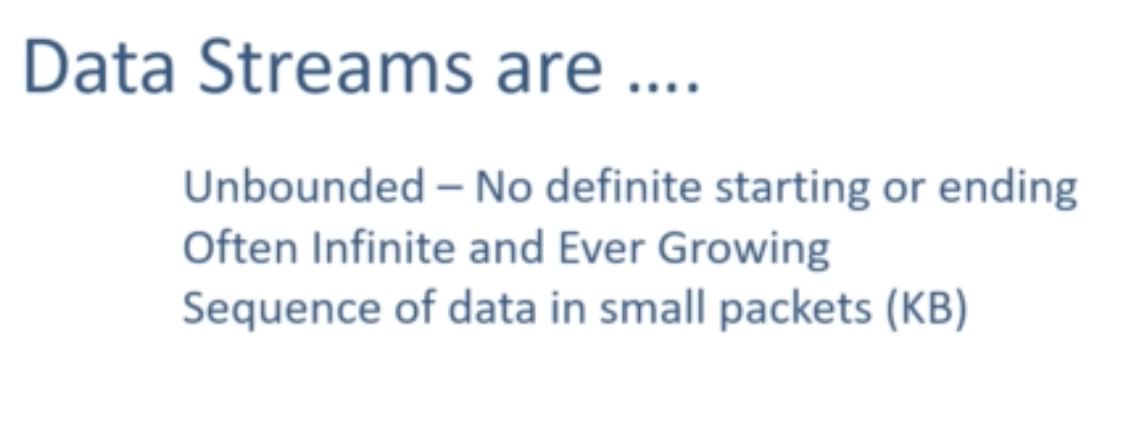 Data Streams are ....
Unbounded – No definite starting or ending
Often Infinite and Ever Growing
Sequence of data in small packets (KB)